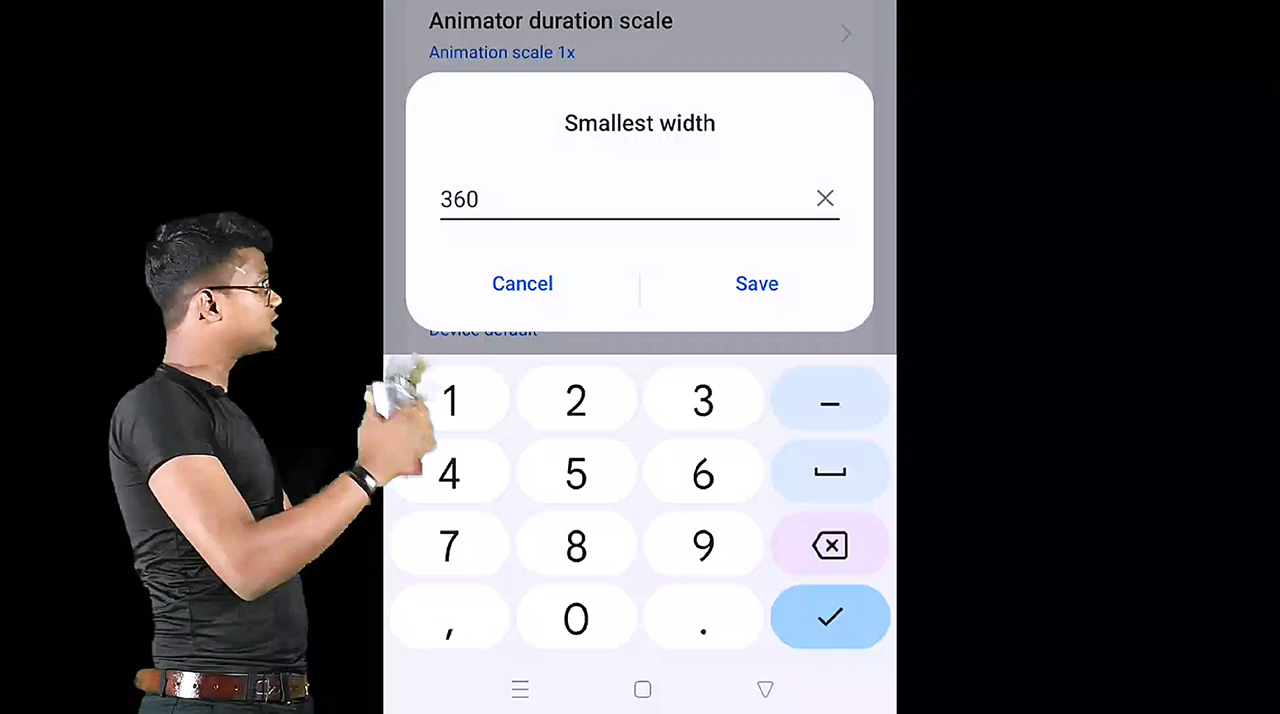 Animator duration scale
Animation scale 1x
Smallest width
360
Cancel
Save
Device default
1 2 3 –
4 5 6
7 8 9
, 0 .